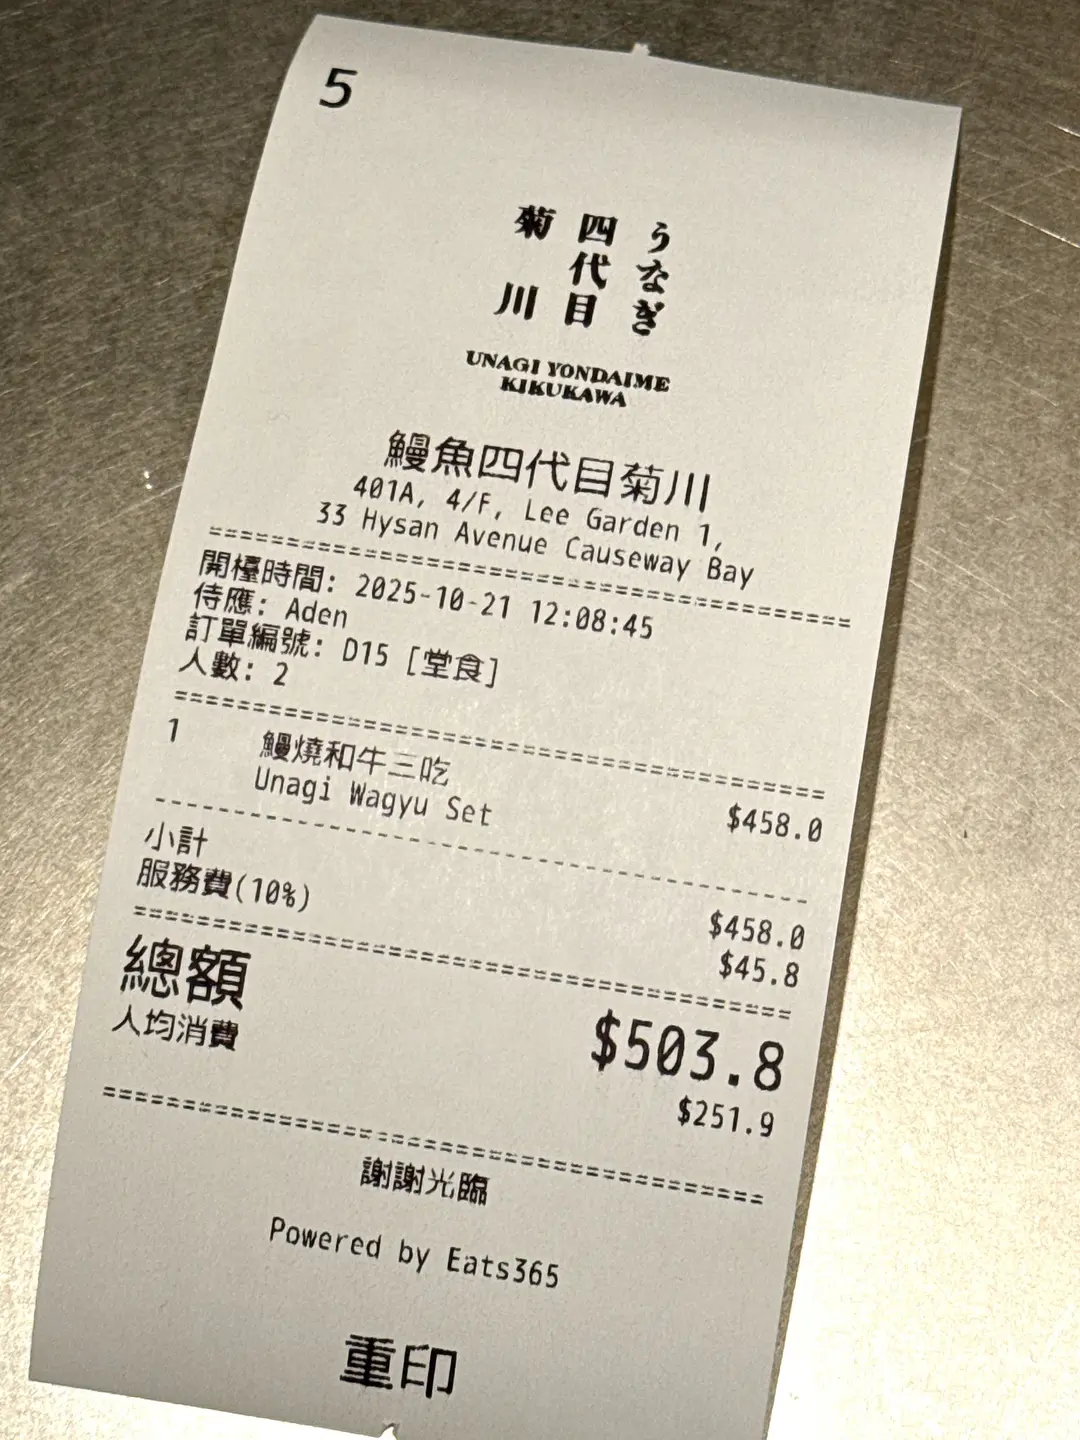 5
うなぎ
四代目
菊川
UNAGI YONDAIME
KIKUKAWA
鰻魚四代目菊川
401A, 4/F, Lee Garden 1,
33 Hysan Avenue Causeway Bay
開檯時間: 2025-10-21 12:08:45
侍應: Aden
訂單編號: D15 [堂食]
人數: 2
1 鰻燒和牛三吃
Unagi Wagyu Set $458.0
小計 $458.0
服務費(10%) $45.8
總額 $503.8
人均消費 $251.9
謝謝光臨
Powered by Eats365
重印